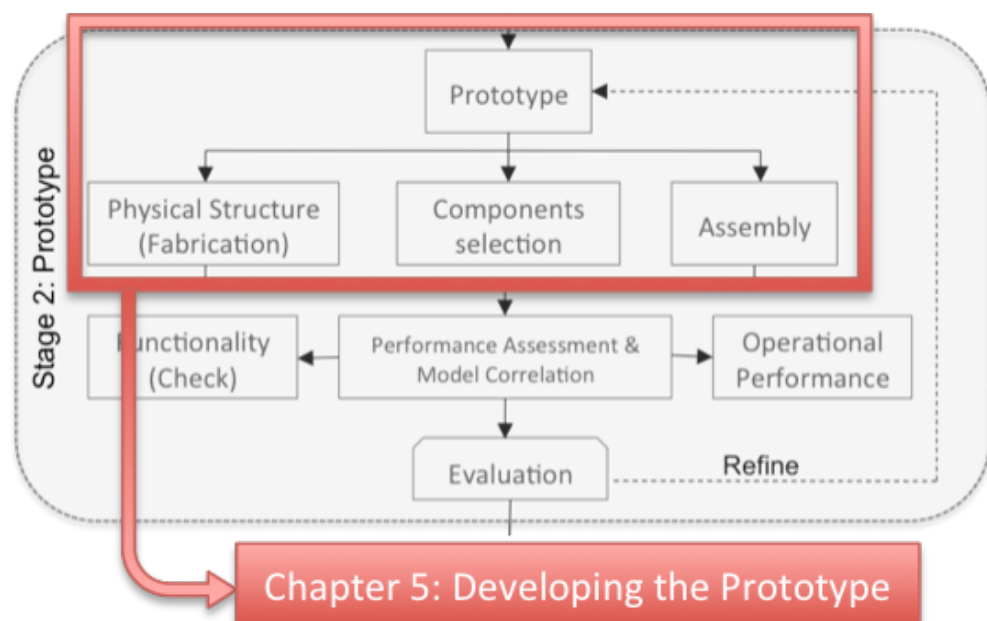 Stage 2: Prototype
Prototype
Physical Structure
(Fabrication)
Components
selection
Assembly
Functionality
(Check)
Performance Assessment &
Model Correlation
Operational
Performance
Evaluation
Refine
Chapter 5: Developing the Prototype